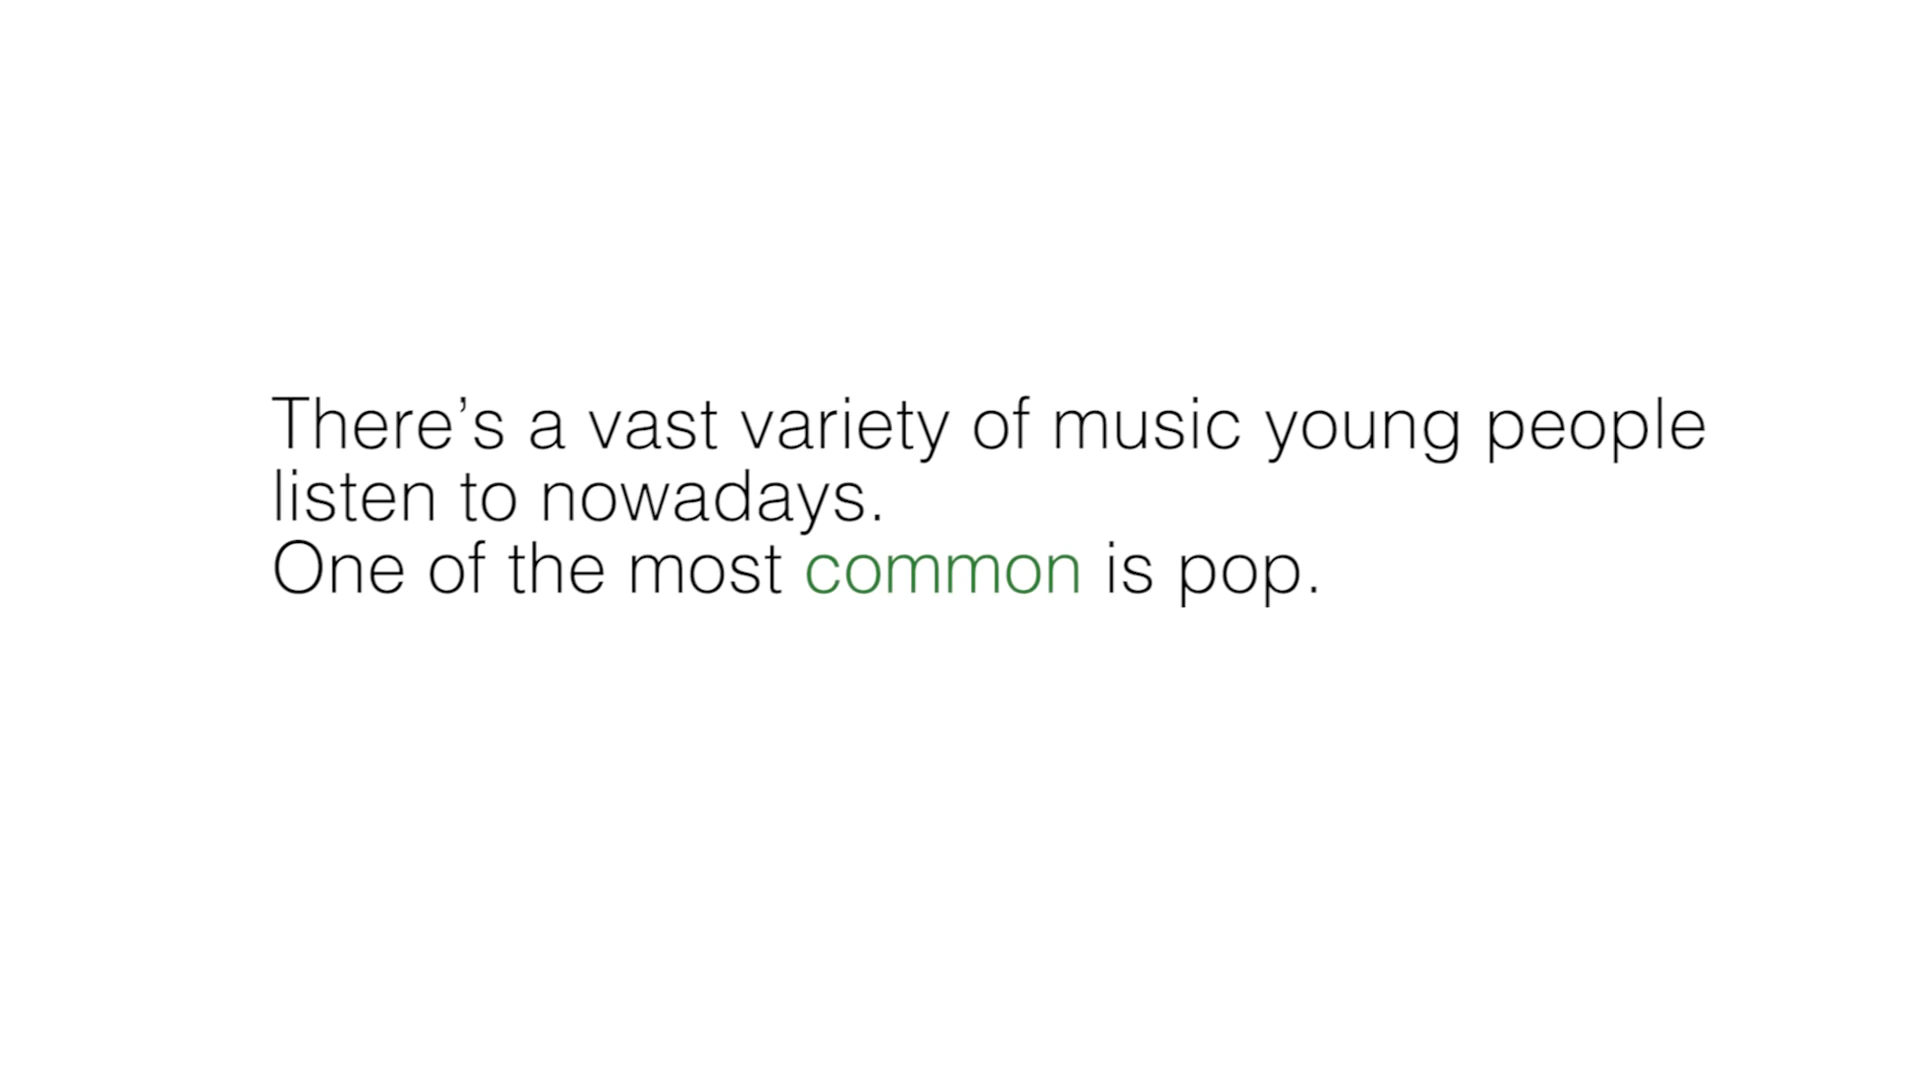 There’s a vast variety of music young people
listen to nowadays.
One of the most common is pop.